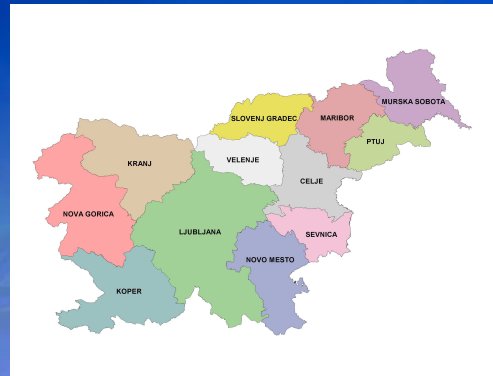 MURSKA SOBOTA
SLOVENJ GRADEC
MARIBOR
PTUJ
KRANJ
VELENJE
CELJE
NOVA GORICA
LJUBLJANA
SEVNICA
NOVO MESTO
KOPER